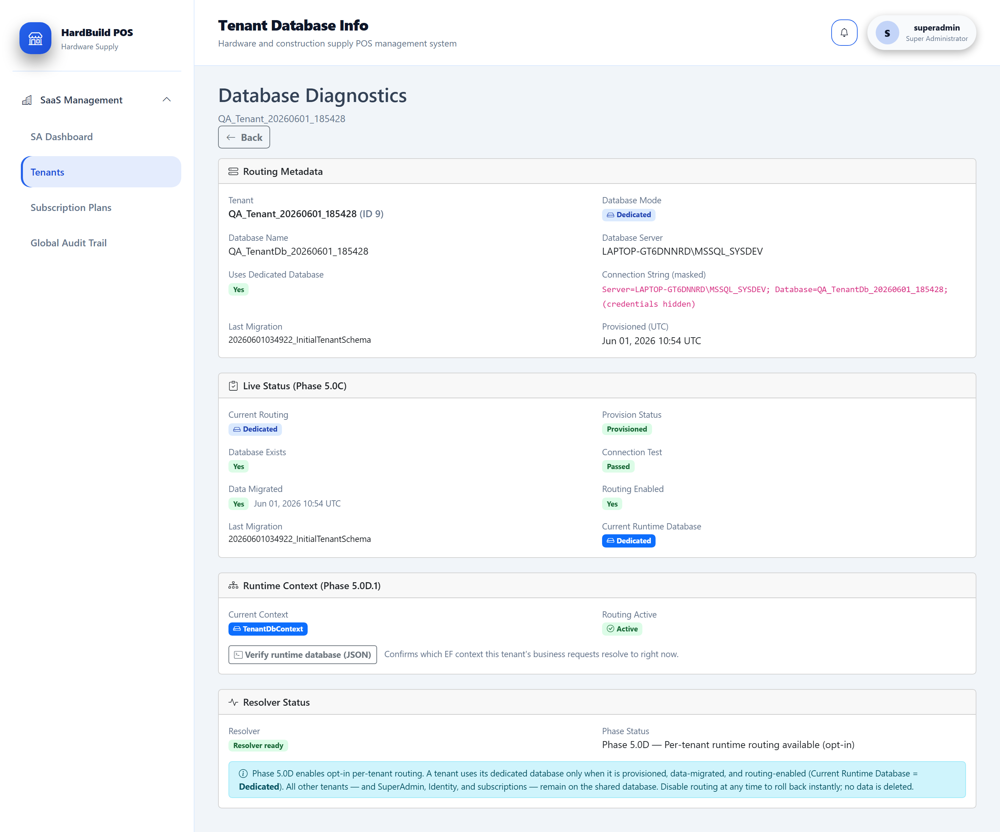 HardBuild POS
Hardware Supply
SaaS Management
SA Dashboard
Tenants
Subscription Plans
Global Audit Trail
Tenant Database Info
Hardware and construction supply POS management system
S
superadmin
Super Administrator
Database Diagnostics
QA_Tenant_20260601_185428
Back
Routing Metadata
Tenant
QA_Tenant_20260601_185428 (ID 9)
Database Mode
Dedicated
Database Name
QA_TenantDb_20260601_185428
Database Server
LAPTOP-GT6DNNRD\MSSQL_SYSDEV
Uses Dedicated Database
Yes
Connection String (masked)
Server=LAPTOP-GT6DNNRD\MSSQL_SYSDEV; Database=QA_TenantDb_20260601_185428;
(credentials hidden)
Last Migration
20260601034922_InitialTenantSchema
Provisioned (UTC)
Jun 01, 2026 10:54 UTC
Live Status (Phase 5.0C)
Current Routing
Dedicated
Provision Status
Provisioned
Database Exists
Yes
Connection Test
Passed
Data Migrated
Yes Jun 01, 2026 10:54 UTC
Routing Enabled
Yes
Last Migration
20260601034922_InitialTenantSchema
Current Runtime Database
Dedicated
Runtime Context (Phase 5.0D.1)
Current Context
TenantDbContext
Routing Active
Active
Verify runtime database (JSON) Confirms which EF context this tenant's business requests resolve to right now.
Resolver Status
Resolver
Resolver ready
Phase Status
Phase 5.0D — Per-tenant runtime routing available (opt-in)
Phase 5.0D enables opt-in per-tenant routing. A tenant uses its dedicated database only when it is provisioned, data-migrated, and routing-enabled (Current Runtime Database =
Dedicated). All other tenants — and SuperAdmin, Identity, and subscriptions — remain on the shared database. Disable routing at any time to roll back instantly; no data is deleted.